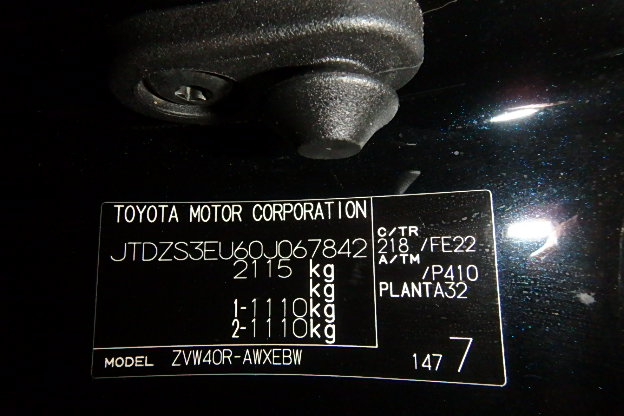 TOYOTA MOTOR CORPORATION
JTDZS3EU60J067842
2115 kg
kg
1-1110kg
2-1110kg
C/TR
218 /FE22
A/TM
/P410
PLANTA32
MODEL ZVW40R-AWXEBW
147 7